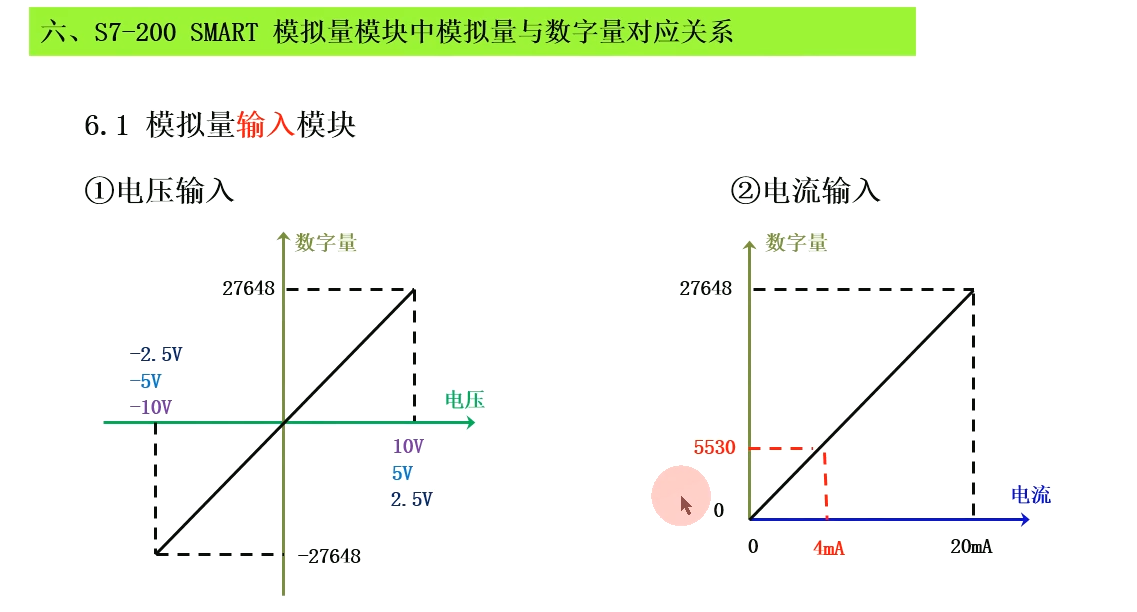 六、S7-200 SMART 模拟量模块中模拟量与数字量对应关系
6.1 模拟量输入模块
①电压输入
②电流输入
数字量
27648
-2.5V
-5V
-10V
电压
10V
5V
2.5V
-27648
数字量
27648
5530
0
电流
0
4mA
20mA